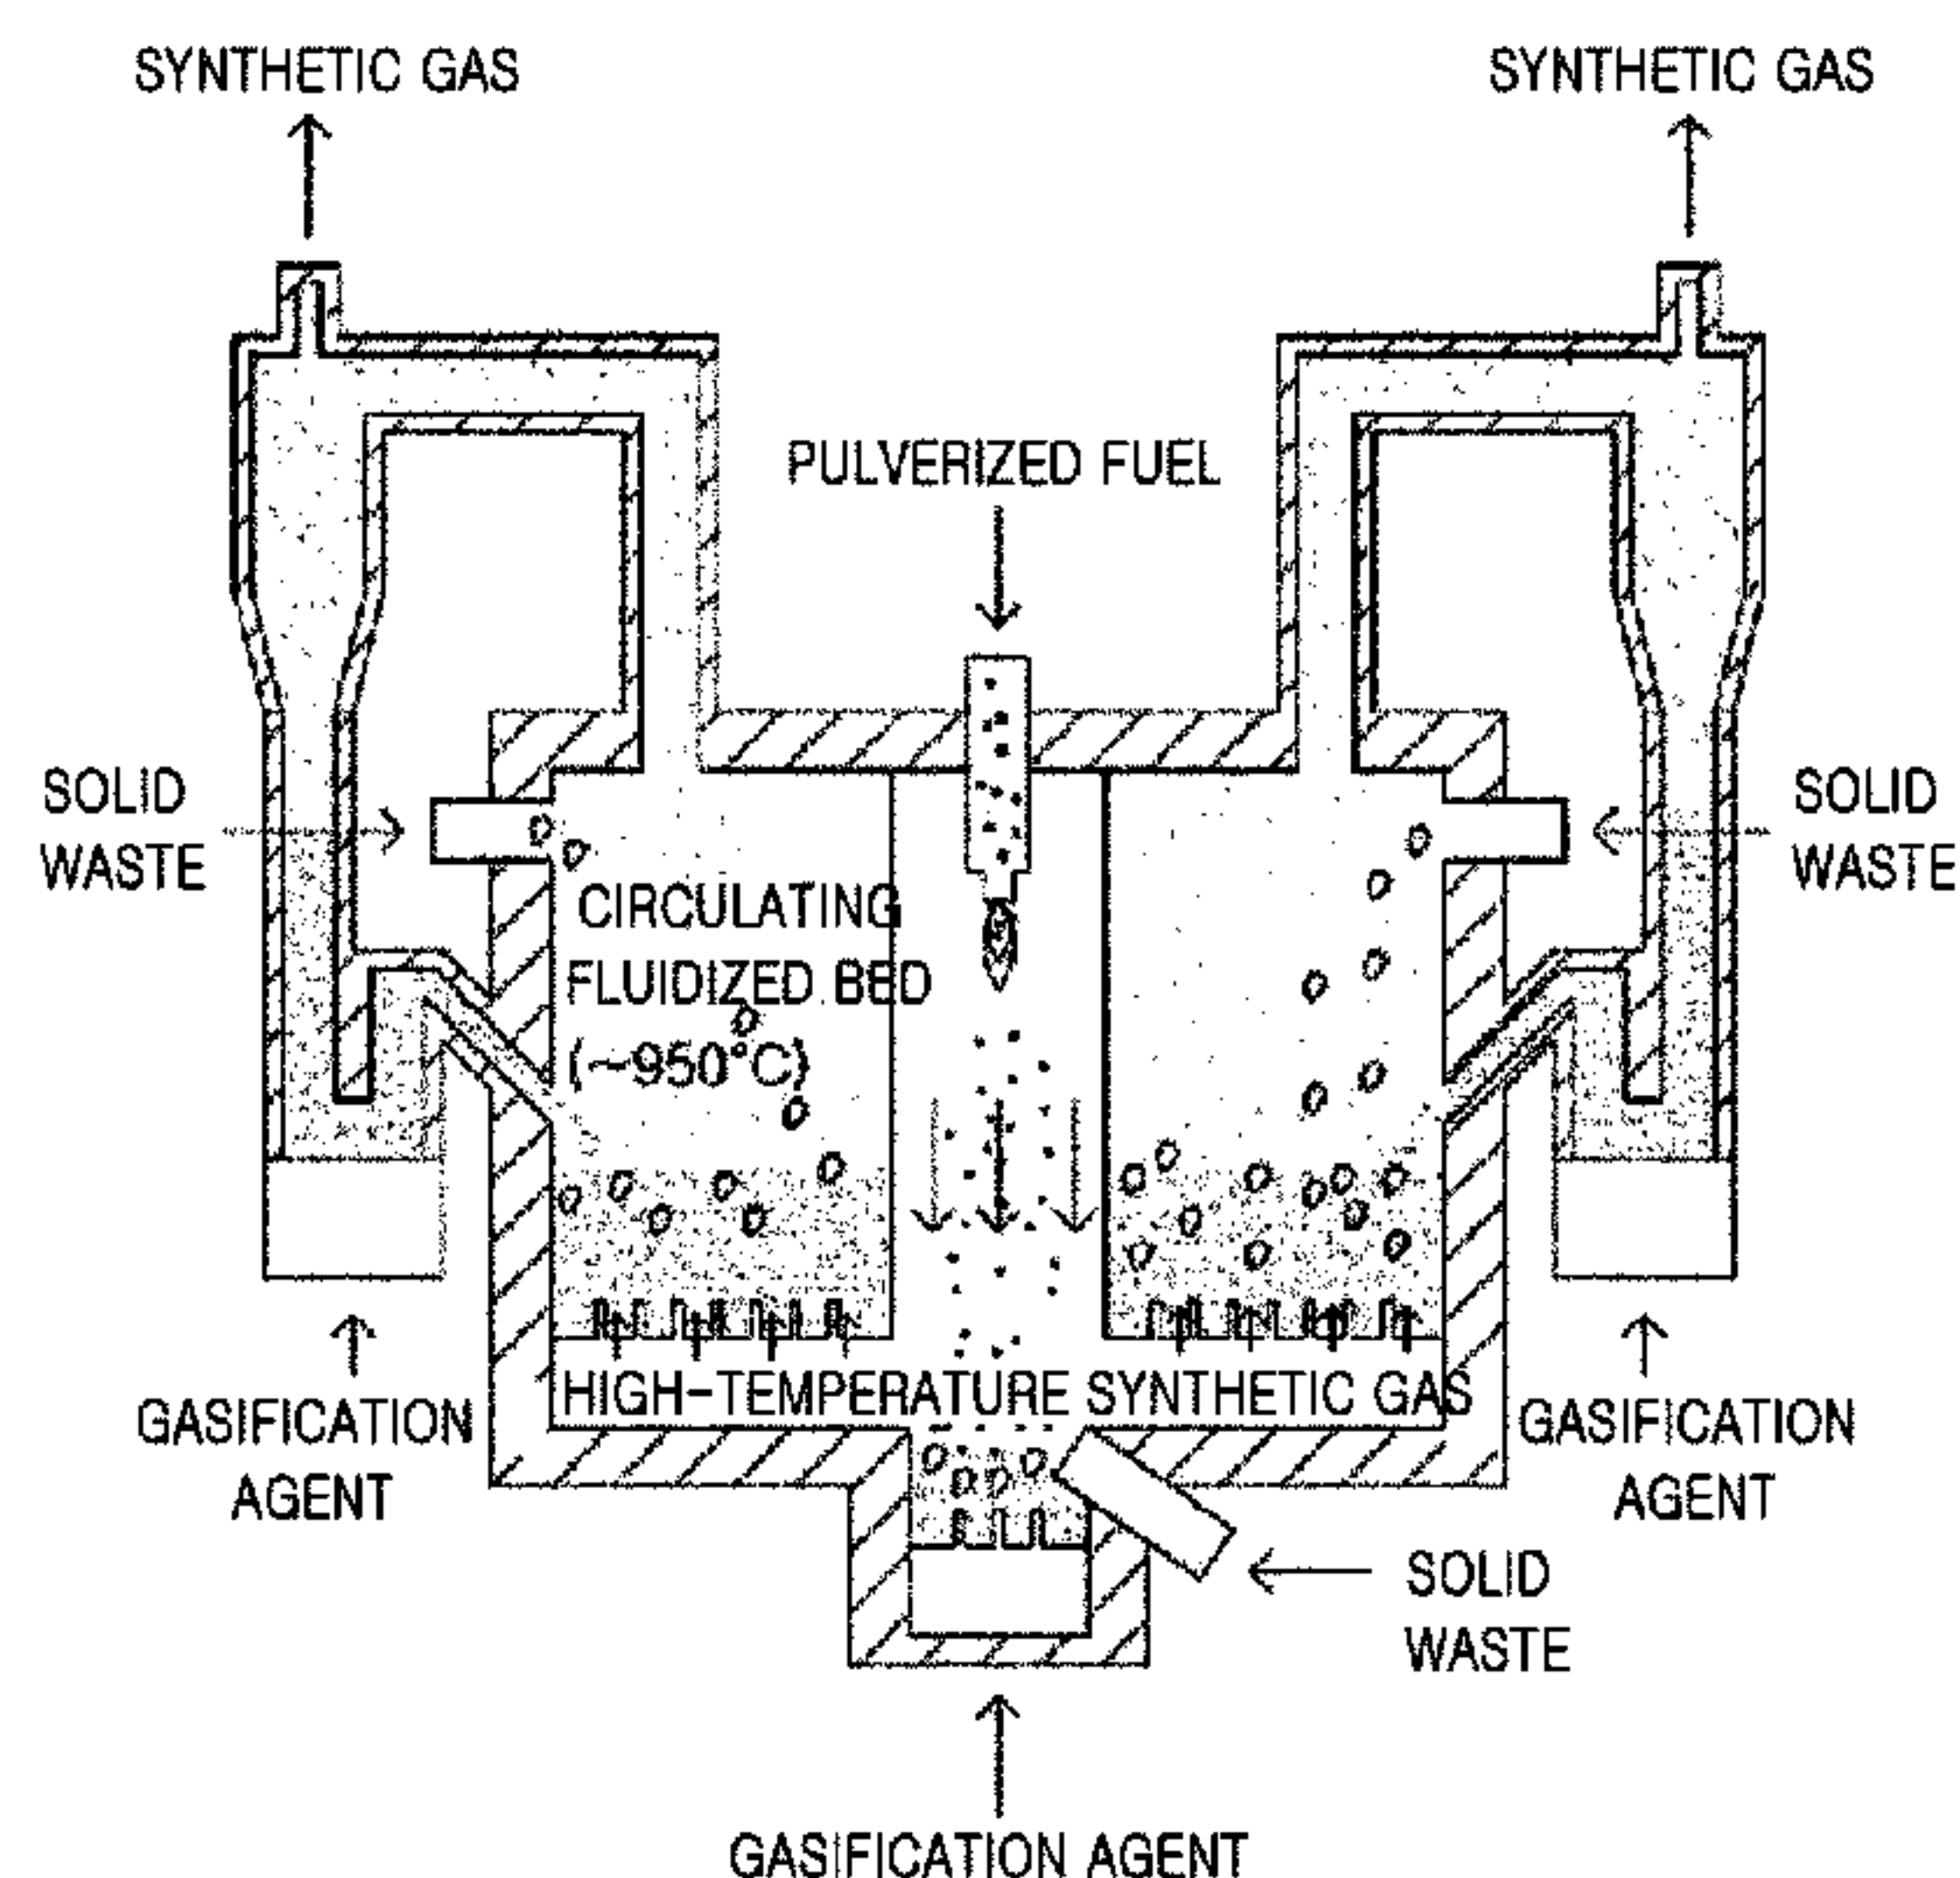 SYNTHETIC GAS
SYNTHETIC GAS
PULVERIZED FUEL
SOLID
WASTE
SOLID
WASTE
CIRCULATING
FLUIDIZED BED
(~950°C)
HIGH-TEMPERATURE SYNTHETIC GAS
GASIFICATION
AGENT
GASIFICATION
AGENT
SOLID
WASTE
GASIFICATION AGENT